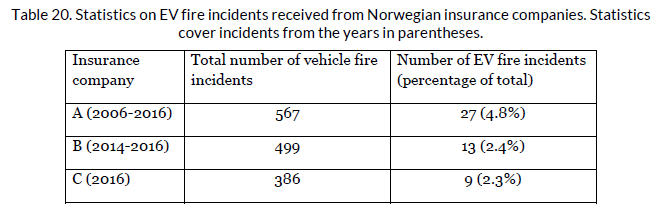 Table 20. Statistics on EV fire incidents received from Norwegian insurance companies. Statistics
cover incidents from the years in parentheses.
Insurance company Total number of vehicle fire incidents Number of EV fire incidents (percentage of total)
A (2006-2016) 567 27 (4.8%)
B (2014-2016) 499 13 (2.4%)
C (2016) 386 9 (2.3%)